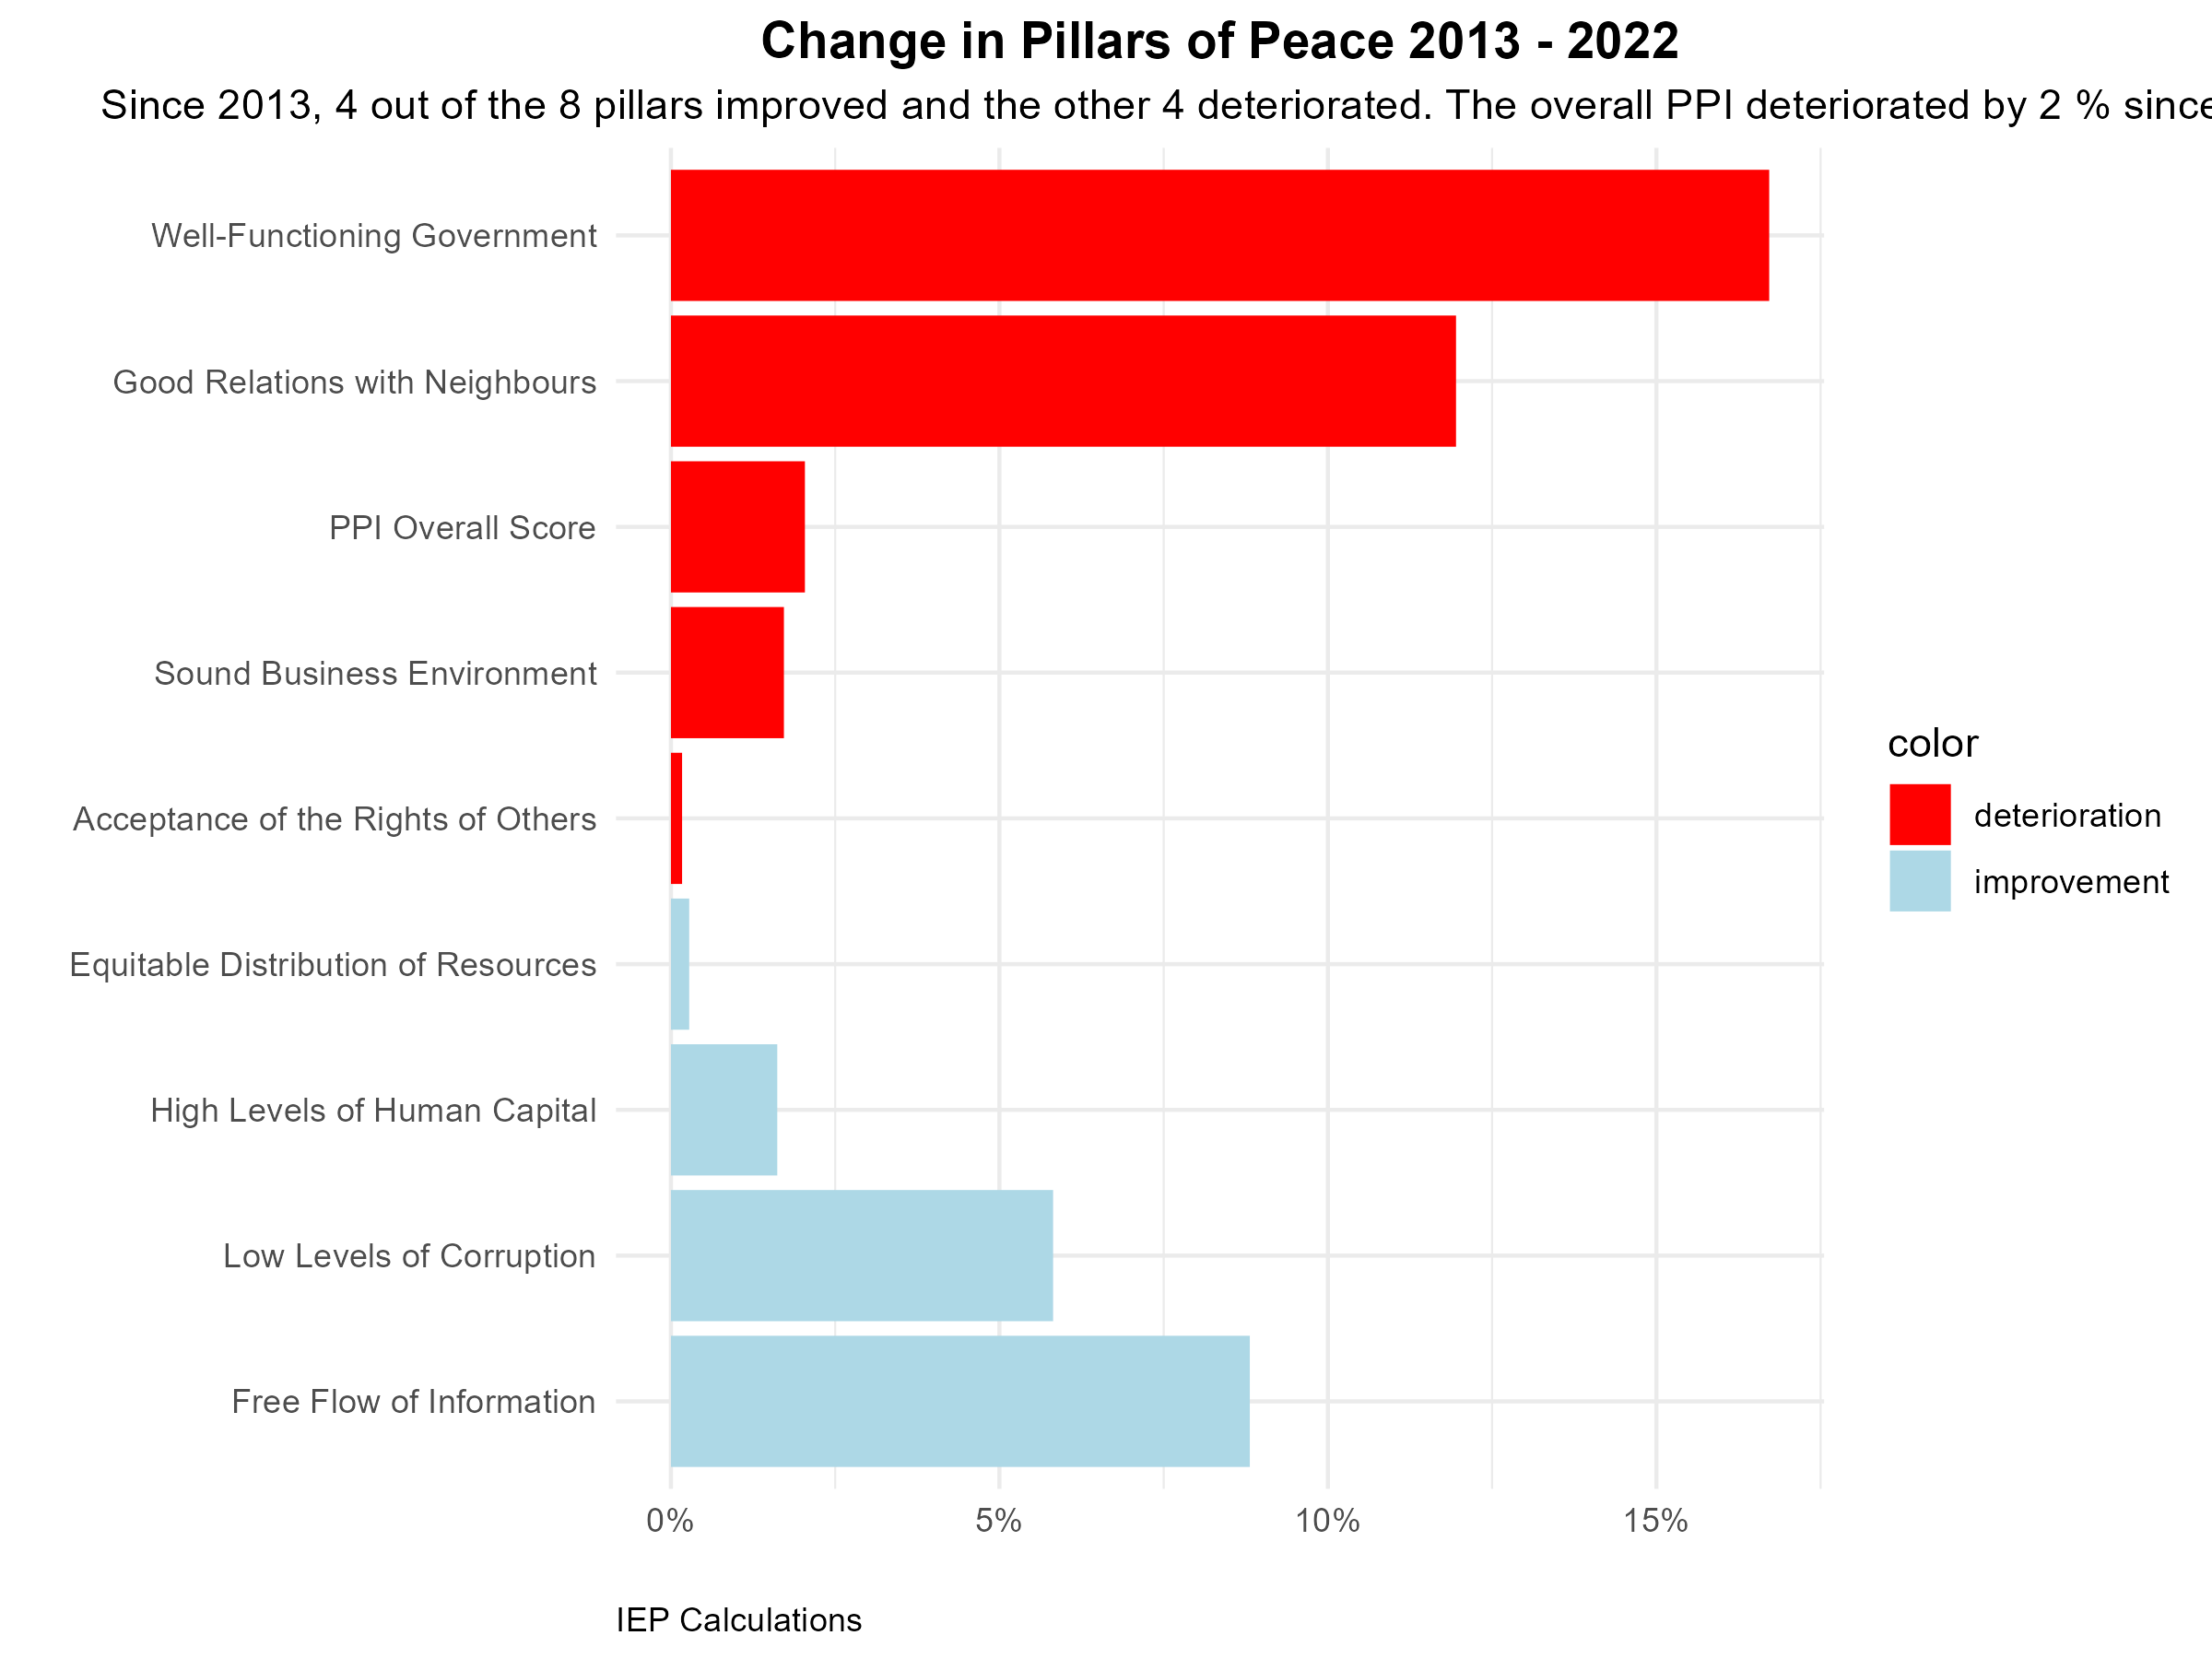 Change in Pillars of Peace 2013 - 2022
Since 2013, 4 out of the 8 pillars improved and the other 4 deteriorated. The overall PPI deteriorated by 2 % since
Well-Functioning Government
Good Relations with Neighbours
PPI Overall Score
Sound Business Environment
Acceptance of the Rights of Others
Equitable Distribution of Resources
High Levels of Human Capital
Low Levels of Corruption
Free Flow of Information
0% 5% 10% 15%
color
deterioration
improvement
IEP Calculations